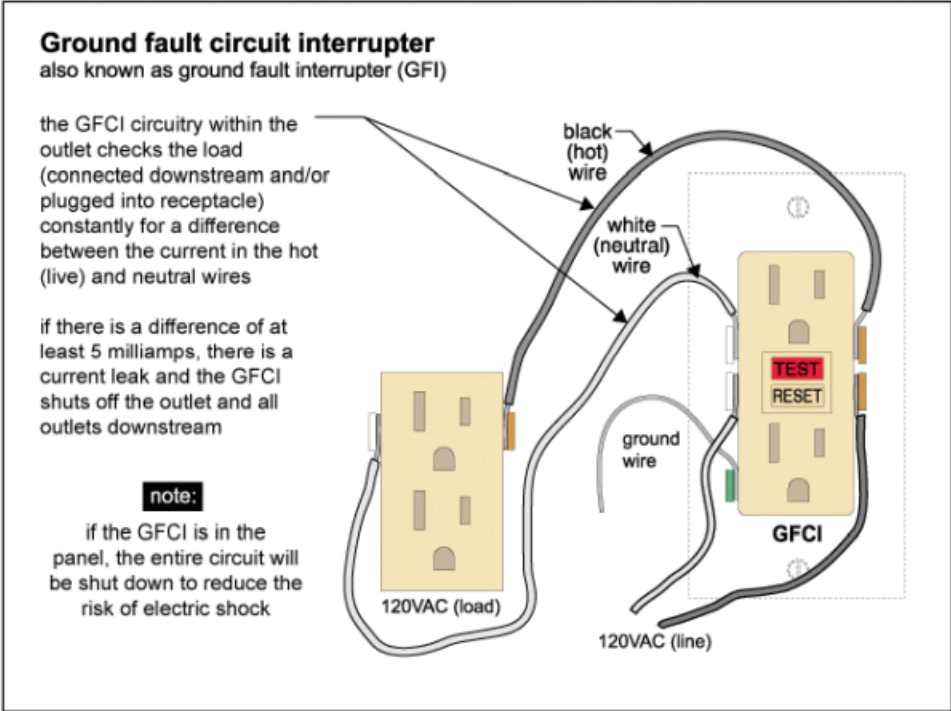 Ground fault circuit interrupter
also known as ground fault interrupter (GFI)
the GFCI circuitry within the
outlet checks the load
(connected downstream and/or
plugged into receptacle)
constantly for a difference
between the current in the hot
(live) and neutral wires
if there is a difference of at
least 5 milliamps, there is a
current leak and the GFCI
shuts off the outlet and all
outlets downstream
note:
if the GFCI is in the
panel, the entire circuit will
be shut down to reduce the
risk of electric shock
black
(hot)
wire
white
(neutral)
wire
TEST
RESET
ground
wire
GFCI
120VAC (load)
120VAC (line)